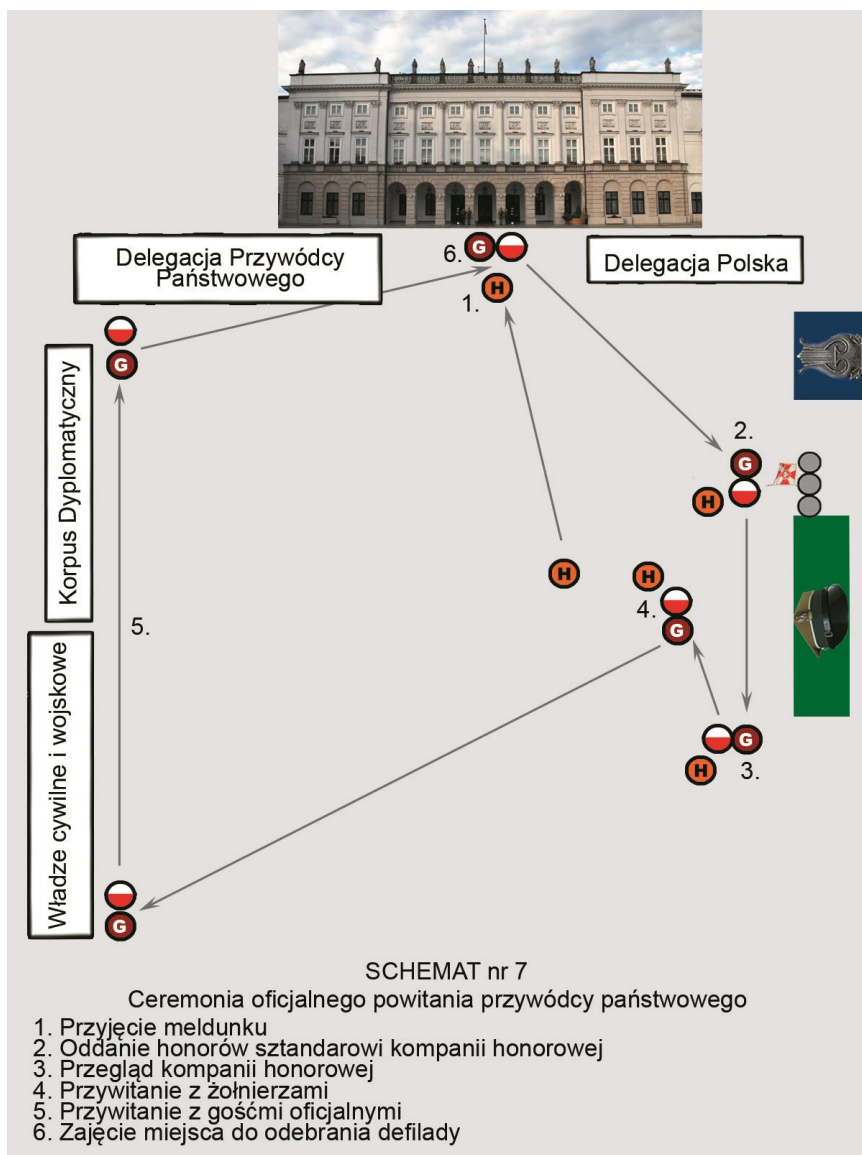 6.
G
Delegacja Przywódcy
Państwowego
Delegacja Polska
H
1.
G
2.
G
H
Korpus Dyplomatyczny
H
H
4.
G
5.
Władze cywilne i wojskowe
G
H
3.
G
SCHEMAT nr 7
Ceremonia oficjalnego powitania przywódcy państwowego
1. Przyjęcie meldunku
2. Oddanie honorów sztandarowi kompanii honorowej
3. Przegląd kompanii honorowej
4. Przywitanie z żołnierzami
5. Przywitanie z gośćmi oficjalnymi
6. Zajęcie miejsca do odebrania defilady